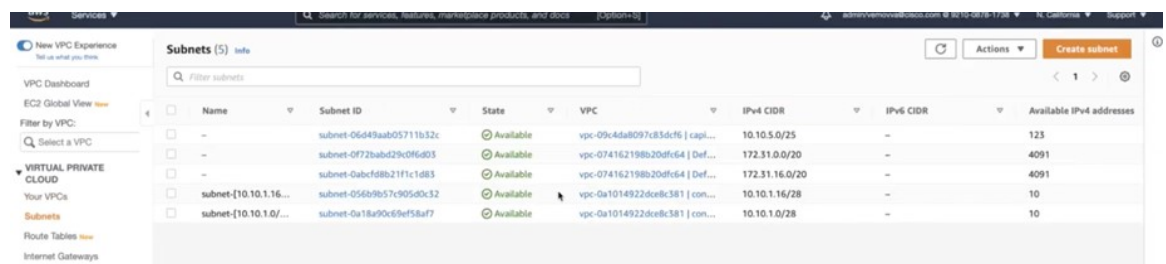 aws Services ▼ Search for services, features, marketplace products, and docs [Option+S] N. California ▼ Support ▼
New VPC Experience
Tell us what you think
Subnets (5) Info
Actions ▼ Create subnet
Filter subnets
< 1 >
VPC Dashboard
EC2 Global View New
Filter by VPC:
Select a VPC
VIRTUAL PRIVATE CLOUD
Your VPCs
Subnets
Route Tables New
Internet Gateways
Name Subnet ID State VPC IPv4 CIDR IPv6 CIDR Available IPv4 addresses
– subnet-06d49aab05711b32c Available vpc-09c4da8097c83dcf6 | capi... 10.10.5.0/25 – 123
– subnet-0f72babd29c0f6d03 Available vpc-074162198b20dfc64 | Def... 172.31.0.0/20 – 4091
– subnet-0abcfd8b21f1c1d83 Available vpc-074162198b20dfc64 | Def... 172.31.16.0/20 – 4091
subnet-[10.10.1.16... subnet-056b9b57c905d0c32 Available vpc-0a1014922dce8c381 | con... 10.10.1.16/28 – 10
subnet-[10.10.1.0/... subnet-0a18a90c69ef58af7 Available vpc-0a1014922dce8c381 | con... 10.10.1.0/28 – 10